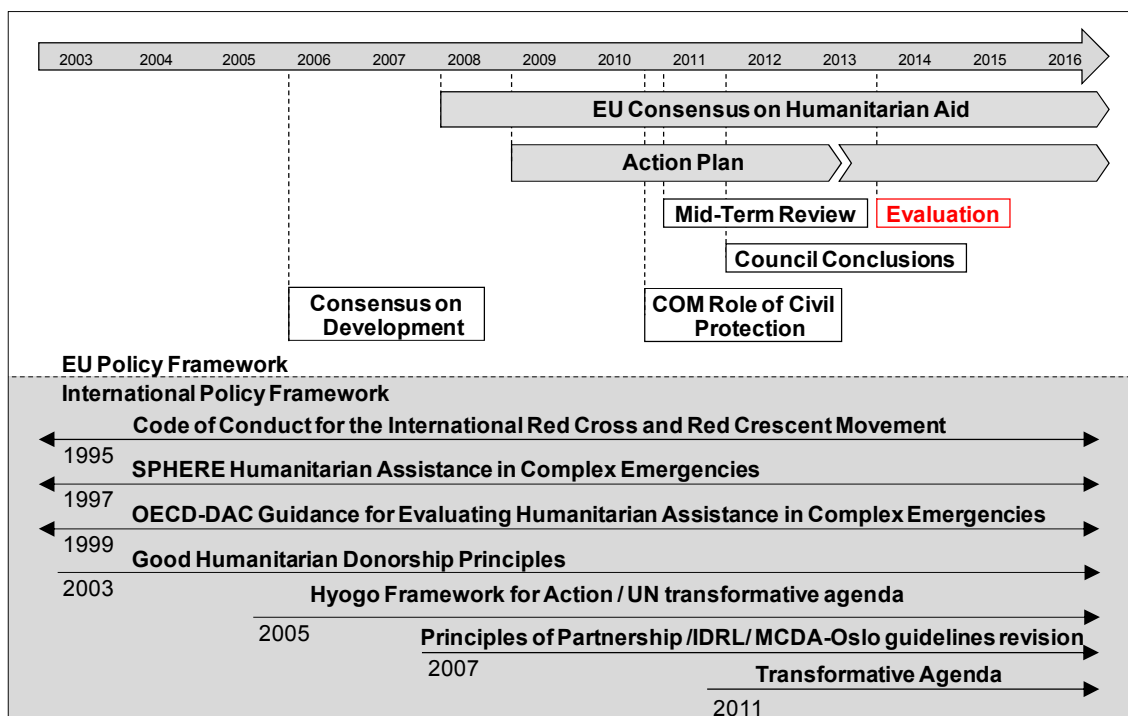 2003 2004 2005 2006 2007 2008 2009 2010 2011 2012 2013 2014 2015 2016
EU Consensus on Humanitarian Aid
Action Plan
Mid-Term Review
Evaluation
Council Conclusions
Consensus on
Development
COM Role of Civil
Protection
EU Policy Framework
International Policy Framework
Code of Conduct for the International Red Cross and Red Crescent Movement
1995
SPHERE Humanitarian Assistance in Complex Emergencies
1997
OECD-DAC Guidance for Evaluating Humanitarian Assistance in Complex Emergencies
1999
Good Humanitarian Donorship Principles
2003
Hyogo Framework for Action / UN transformative agenda
2005
Principles of Partnership /IDRL/ MCDA-Oslo guidelines revision
2007
Transformative Agenda
2011